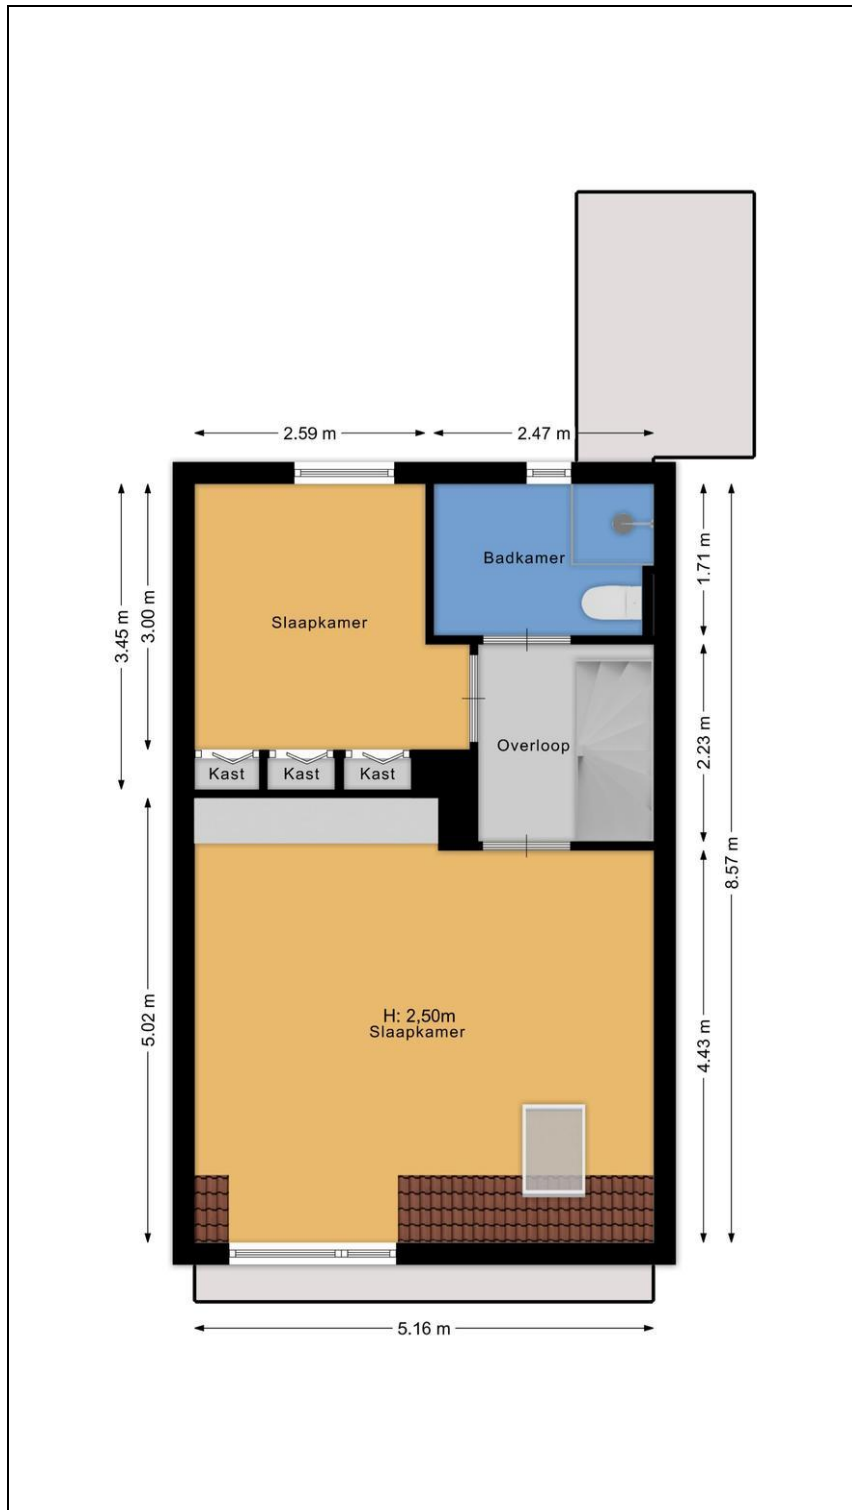 2.59 m
2.47 m
Badkamer
1.71 m
3.00 m
3.45 m
Slaapkamer
2.23 m
Overloop
Kast
Kast
Kast
8.57 m
5.02 m
H: 2,50m
Slaapkamer
4.43 m
5.16 m